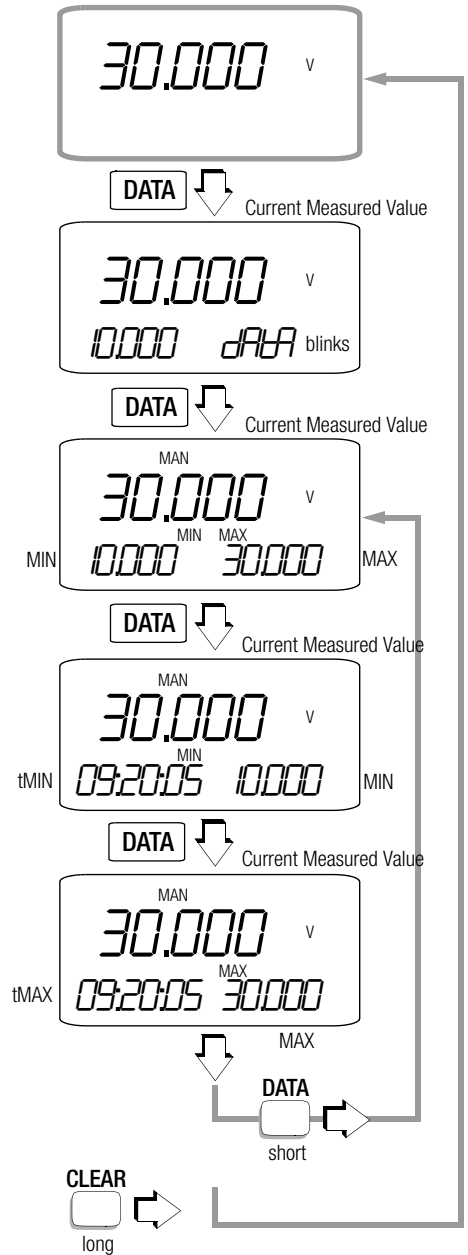 30.000 V
DATA
Current Measured Value
30.000 V
10.000 dAtA blinks
DATA
Current Measured Value
MAN
30.000 V
MIN MAX
MIN 10.000 30.000 MAX
DATA
Current Measured Value
MAN
30.000 V
MIN
tMIN 09:20:05 10.000 MIN
DATA
Current Measured Value
MAN
30.000 V
MAX
tMAX 09:20:05 30.000
MAX
DATA
short
CLEAR
long